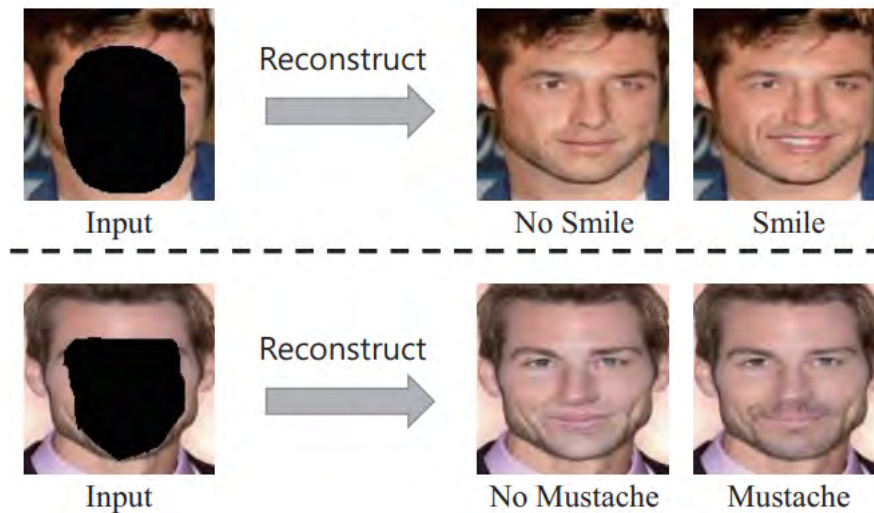 Reconstruct
Input
No Smile
Smile
Reconstruct
Input
No Mustache
Mustache